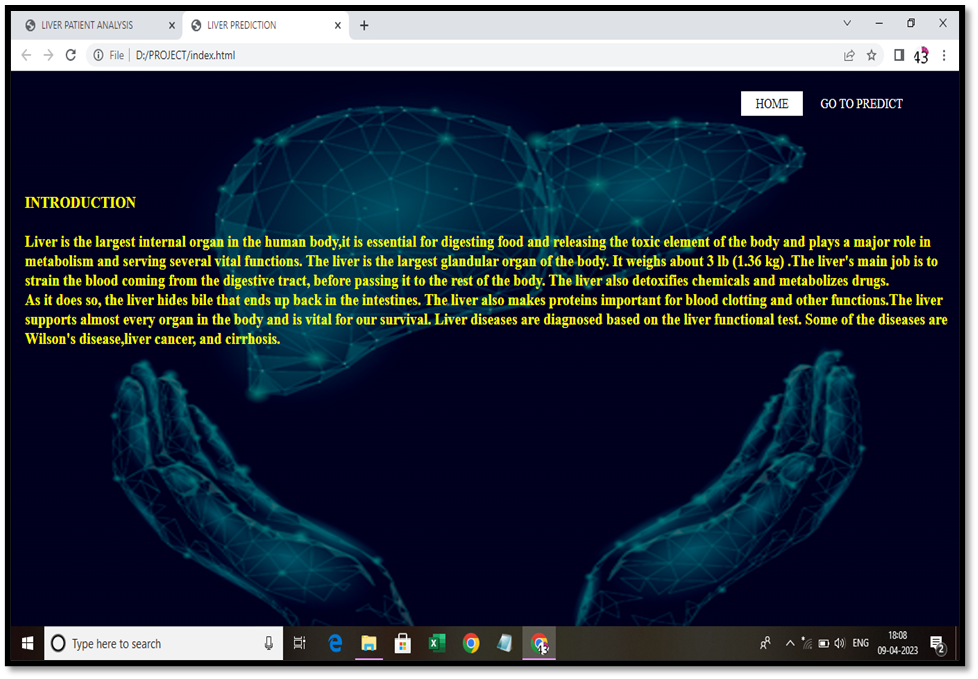 LIVER PATIENT ANALYSIS
LIVER PREDICTION
File
D:/PROJECT/index.html
43
HOME
GO TO PREDICT
INTRODUCTION
Liver is the largest internal organ in the human body,it is essential for digesting food and releasing the toxic element of the body and plays a major role in
metabolism and serving several vital functions. The liver is the largest glandular organ of the body. It weighs about 3 lb (1.36 kg) .The liver's main job is to
strain the blood coming from the digestive tract, before passing it to the rest of the body. The liver also detoxifies chemicals and metabolizes drugs.
As it does so, the liver hides bile that ends up back in the intestines. The liver also makes proteins important for blood clotting and other functions.The liver
supports almost every organ in the body and is vital for our survival. Liver diseases are diagnosed based on the liver functional test. Some of the diseases are
Wilson's disease,liver cancer, and cirrhosis.
Type here to search
ENG
18:08
09-04-2023
2